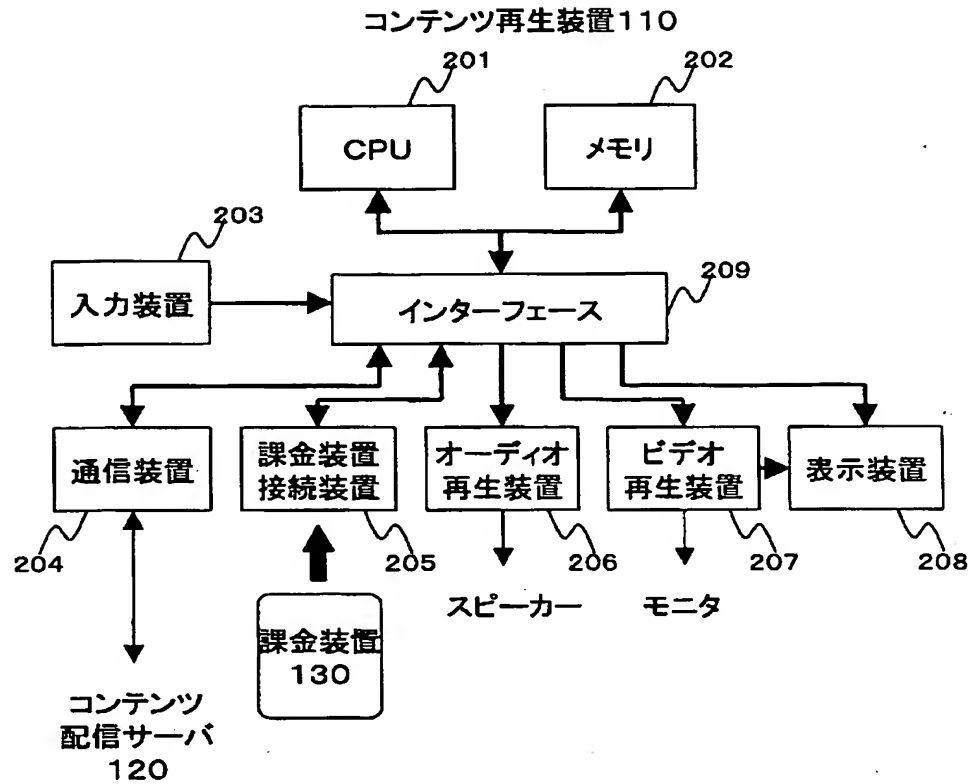 コンテンツ再生装置110
201
202
CPU
メモリ
203
入力装置
209
インターフェース
通信装置
課金装置
接続装置
オーディオ
再生装置
ビデオ
再生装置
表示装置
204
205
206
207
208
スピーカー
モニタ
課金装置
130
コンテンツ
配信サーバ
120